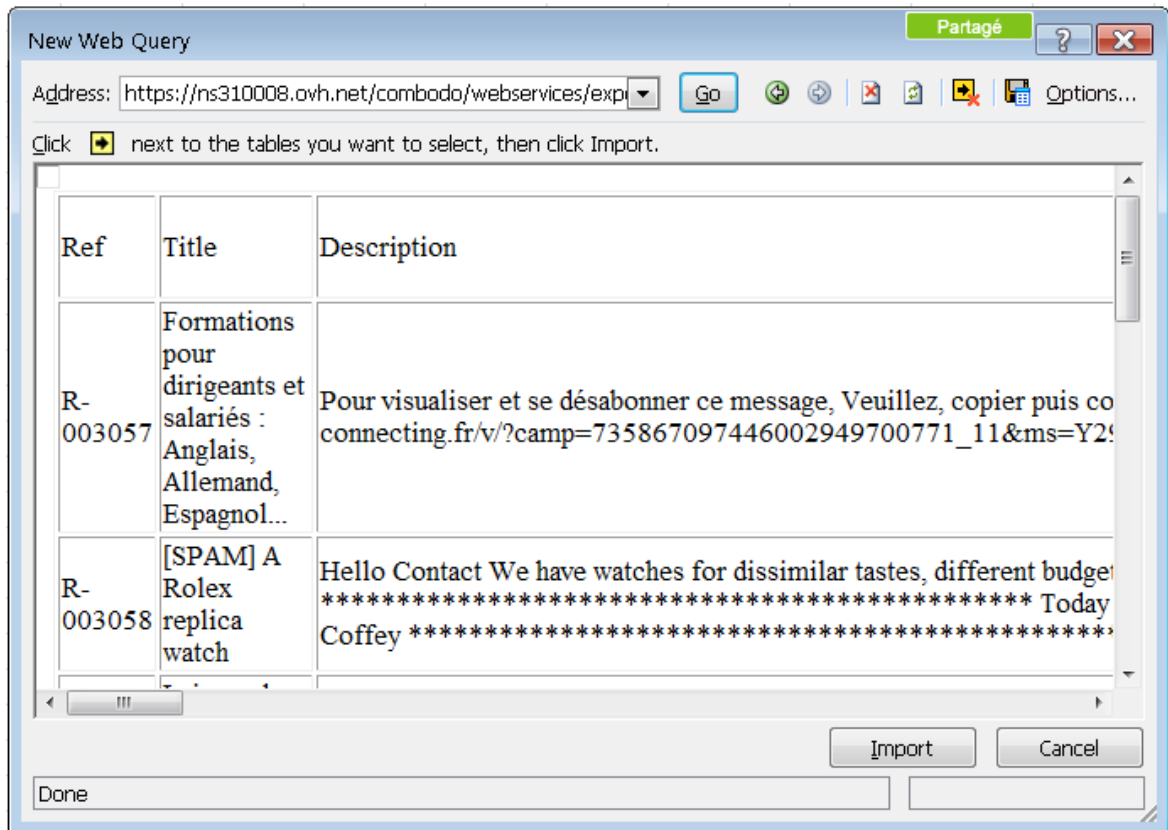 New Web Query
Partagé
Address: https://ns310008.ovh.net/combodo/webservices/exp
Go
Options...
Click next to the tables you want to select, then click Import.
Ref
Title
Description
R-
003057
Formations
pour
dirigeants et
salariés :
Anglais,
Allemand,
Espagnol...
Pour visualiser et se désabonner ce message, Veuillez, copier puis co
connecting.fr/v/?camp=735867097446002949700771_11&ms=Y29
R-
003058
[SPAM] A
Rolex
replica
watch
Hello Contact We have watches for dissimilar tastes, different budget
*********************************************** Today
Coffey ***********************************************
Import
Cancel
Done